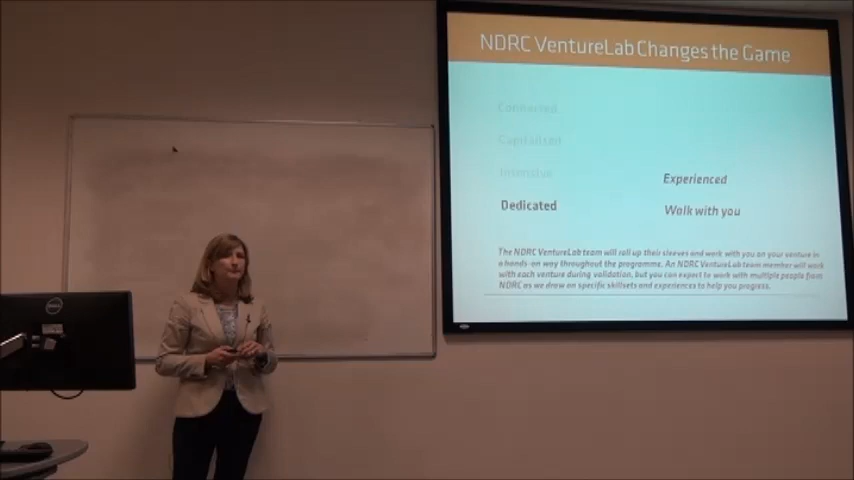 NDRC VentureLab Changes the Game
Connected
Capitalised
Intensive
Experienced
Dedicated
Walk with you
The NDRC VentureLab team will roll up their sleeves and work with you on your venture in
a hands-on way throughout the programme. An NDRC VentureLab team member will work
with each venture during validation, but you can expect to work with multiple people from
NDRC as we draw on specific skillsets and experiences to help you progress.
DELL